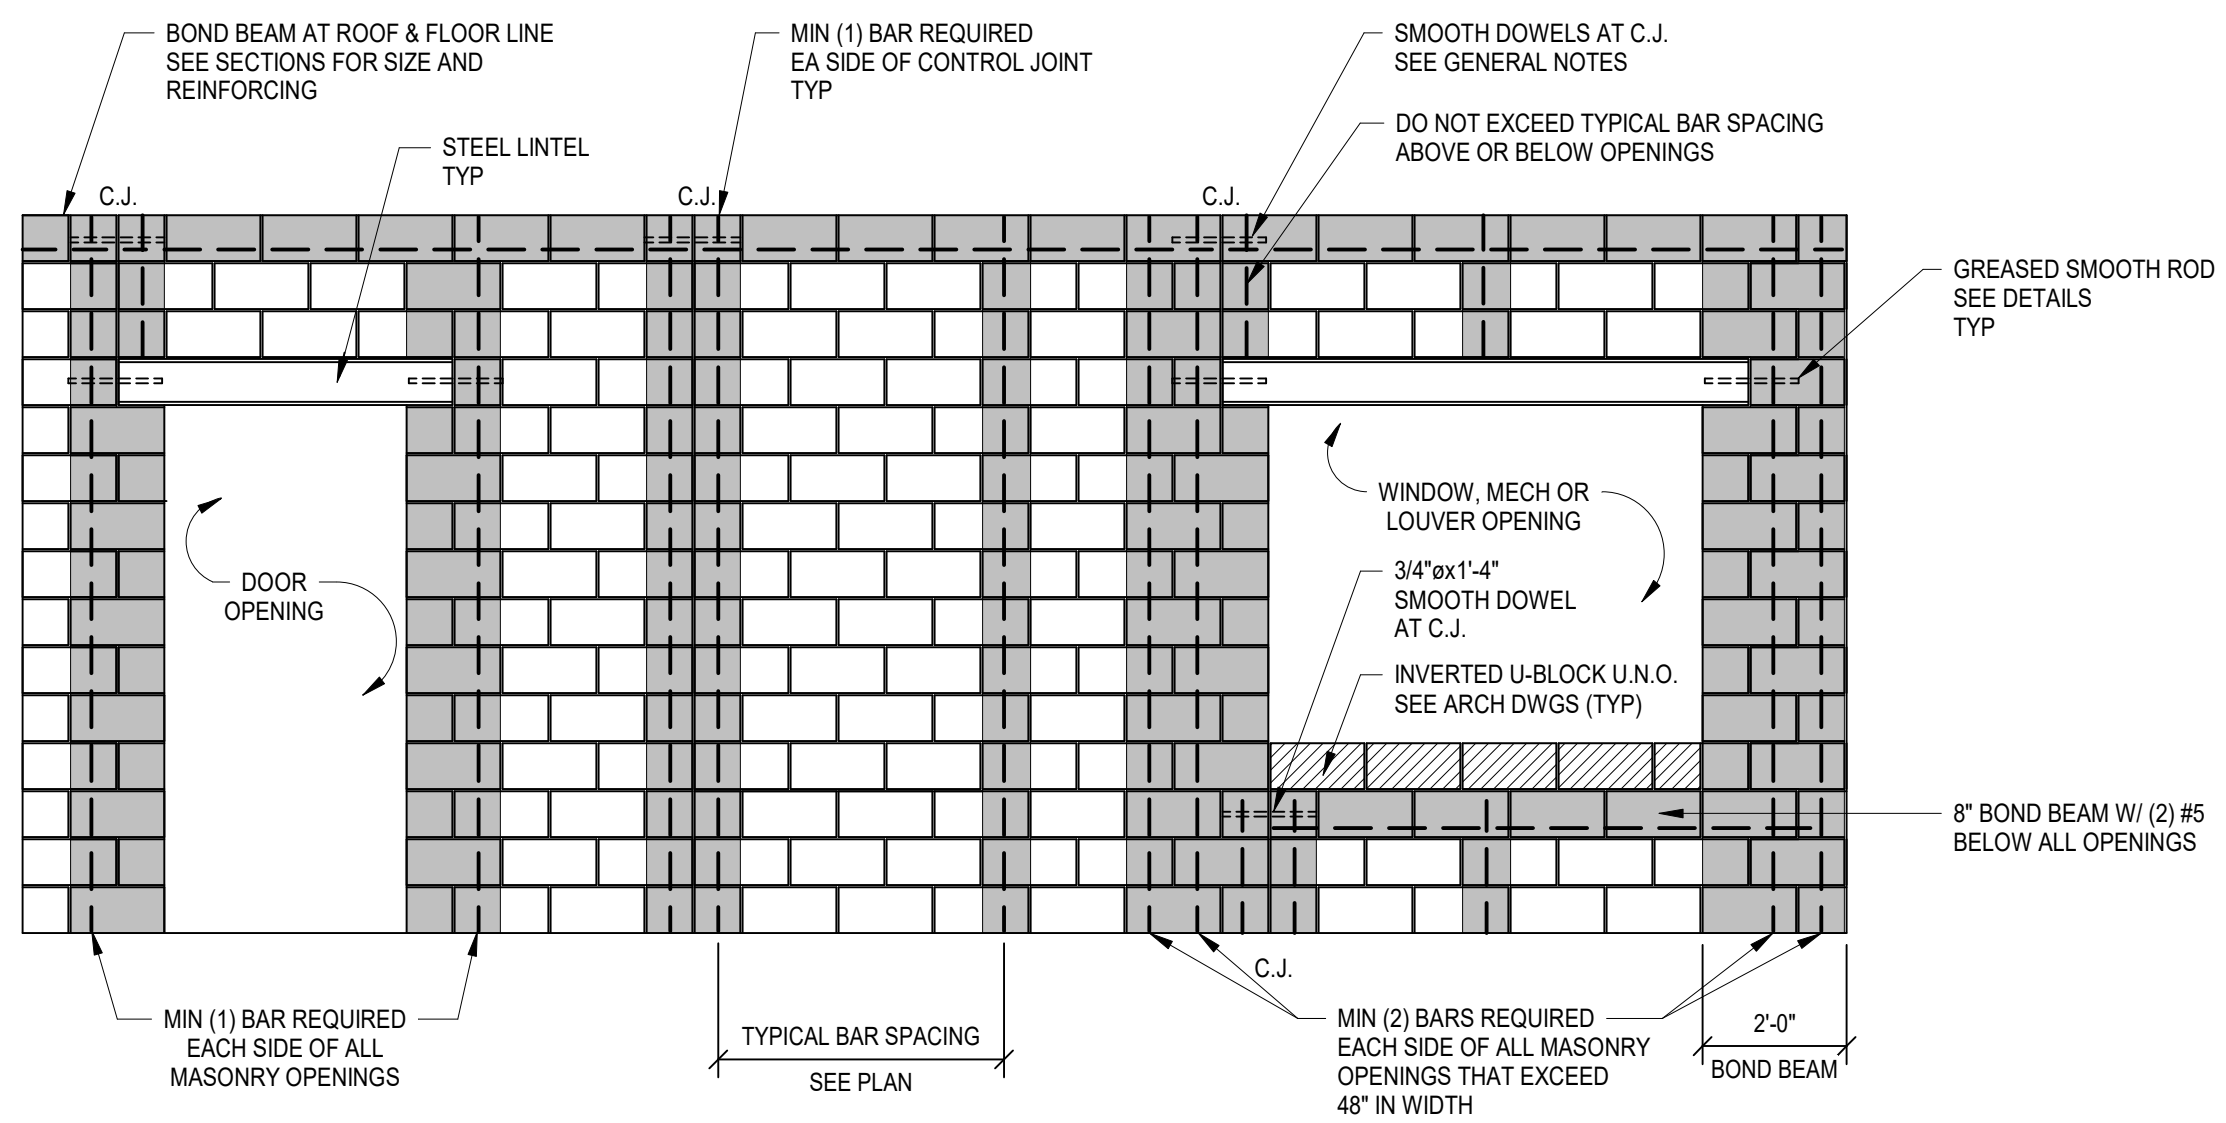 BOND BEAM AT ROOF & FLOOR LINE
SEE SECTIONS FOR SIZE AND
REINFORCING
MIN (1) BAR REQUIRED
EA SIDE OF CONTROL JOINT
TYP
SMOOTH DOWELS AT C.J.
SEE GENERAL NOTES
DO NOT EXCEED TYPICAL BAR SPACING
ABOVE OR BELOW OPENINGS
STEEL LINTEL
TYP
C.J.
C.J.
C.J.
GREASED SMOOTH ROD
SEE DETAILS
TYP
WINDOW, MECH OR
LOUVER OPENING
DOOR
OPENING
3/4"øx1'-4"
SMOOTH DOWEL
AT C.J.
INVERTED U-BLOCK U.N.O.
SEE ARCH DWGS (TYP)
8" BOND BEAM W/ (2) #5
BELOW ALL OPENINGS
C.J.
MIN (1) BAR REQUIRED
EACH SIDE OF ALL
MASONRY OPENINGS
TYPICAL BAR SPACING
SEE PLAN
MIN (2) BARS REQUIRED
EACH SIDE OF ALL MASONRY
OPENINGS THAT EXCEED
48" IN WIDTH
2'-0"
BOND BEAM